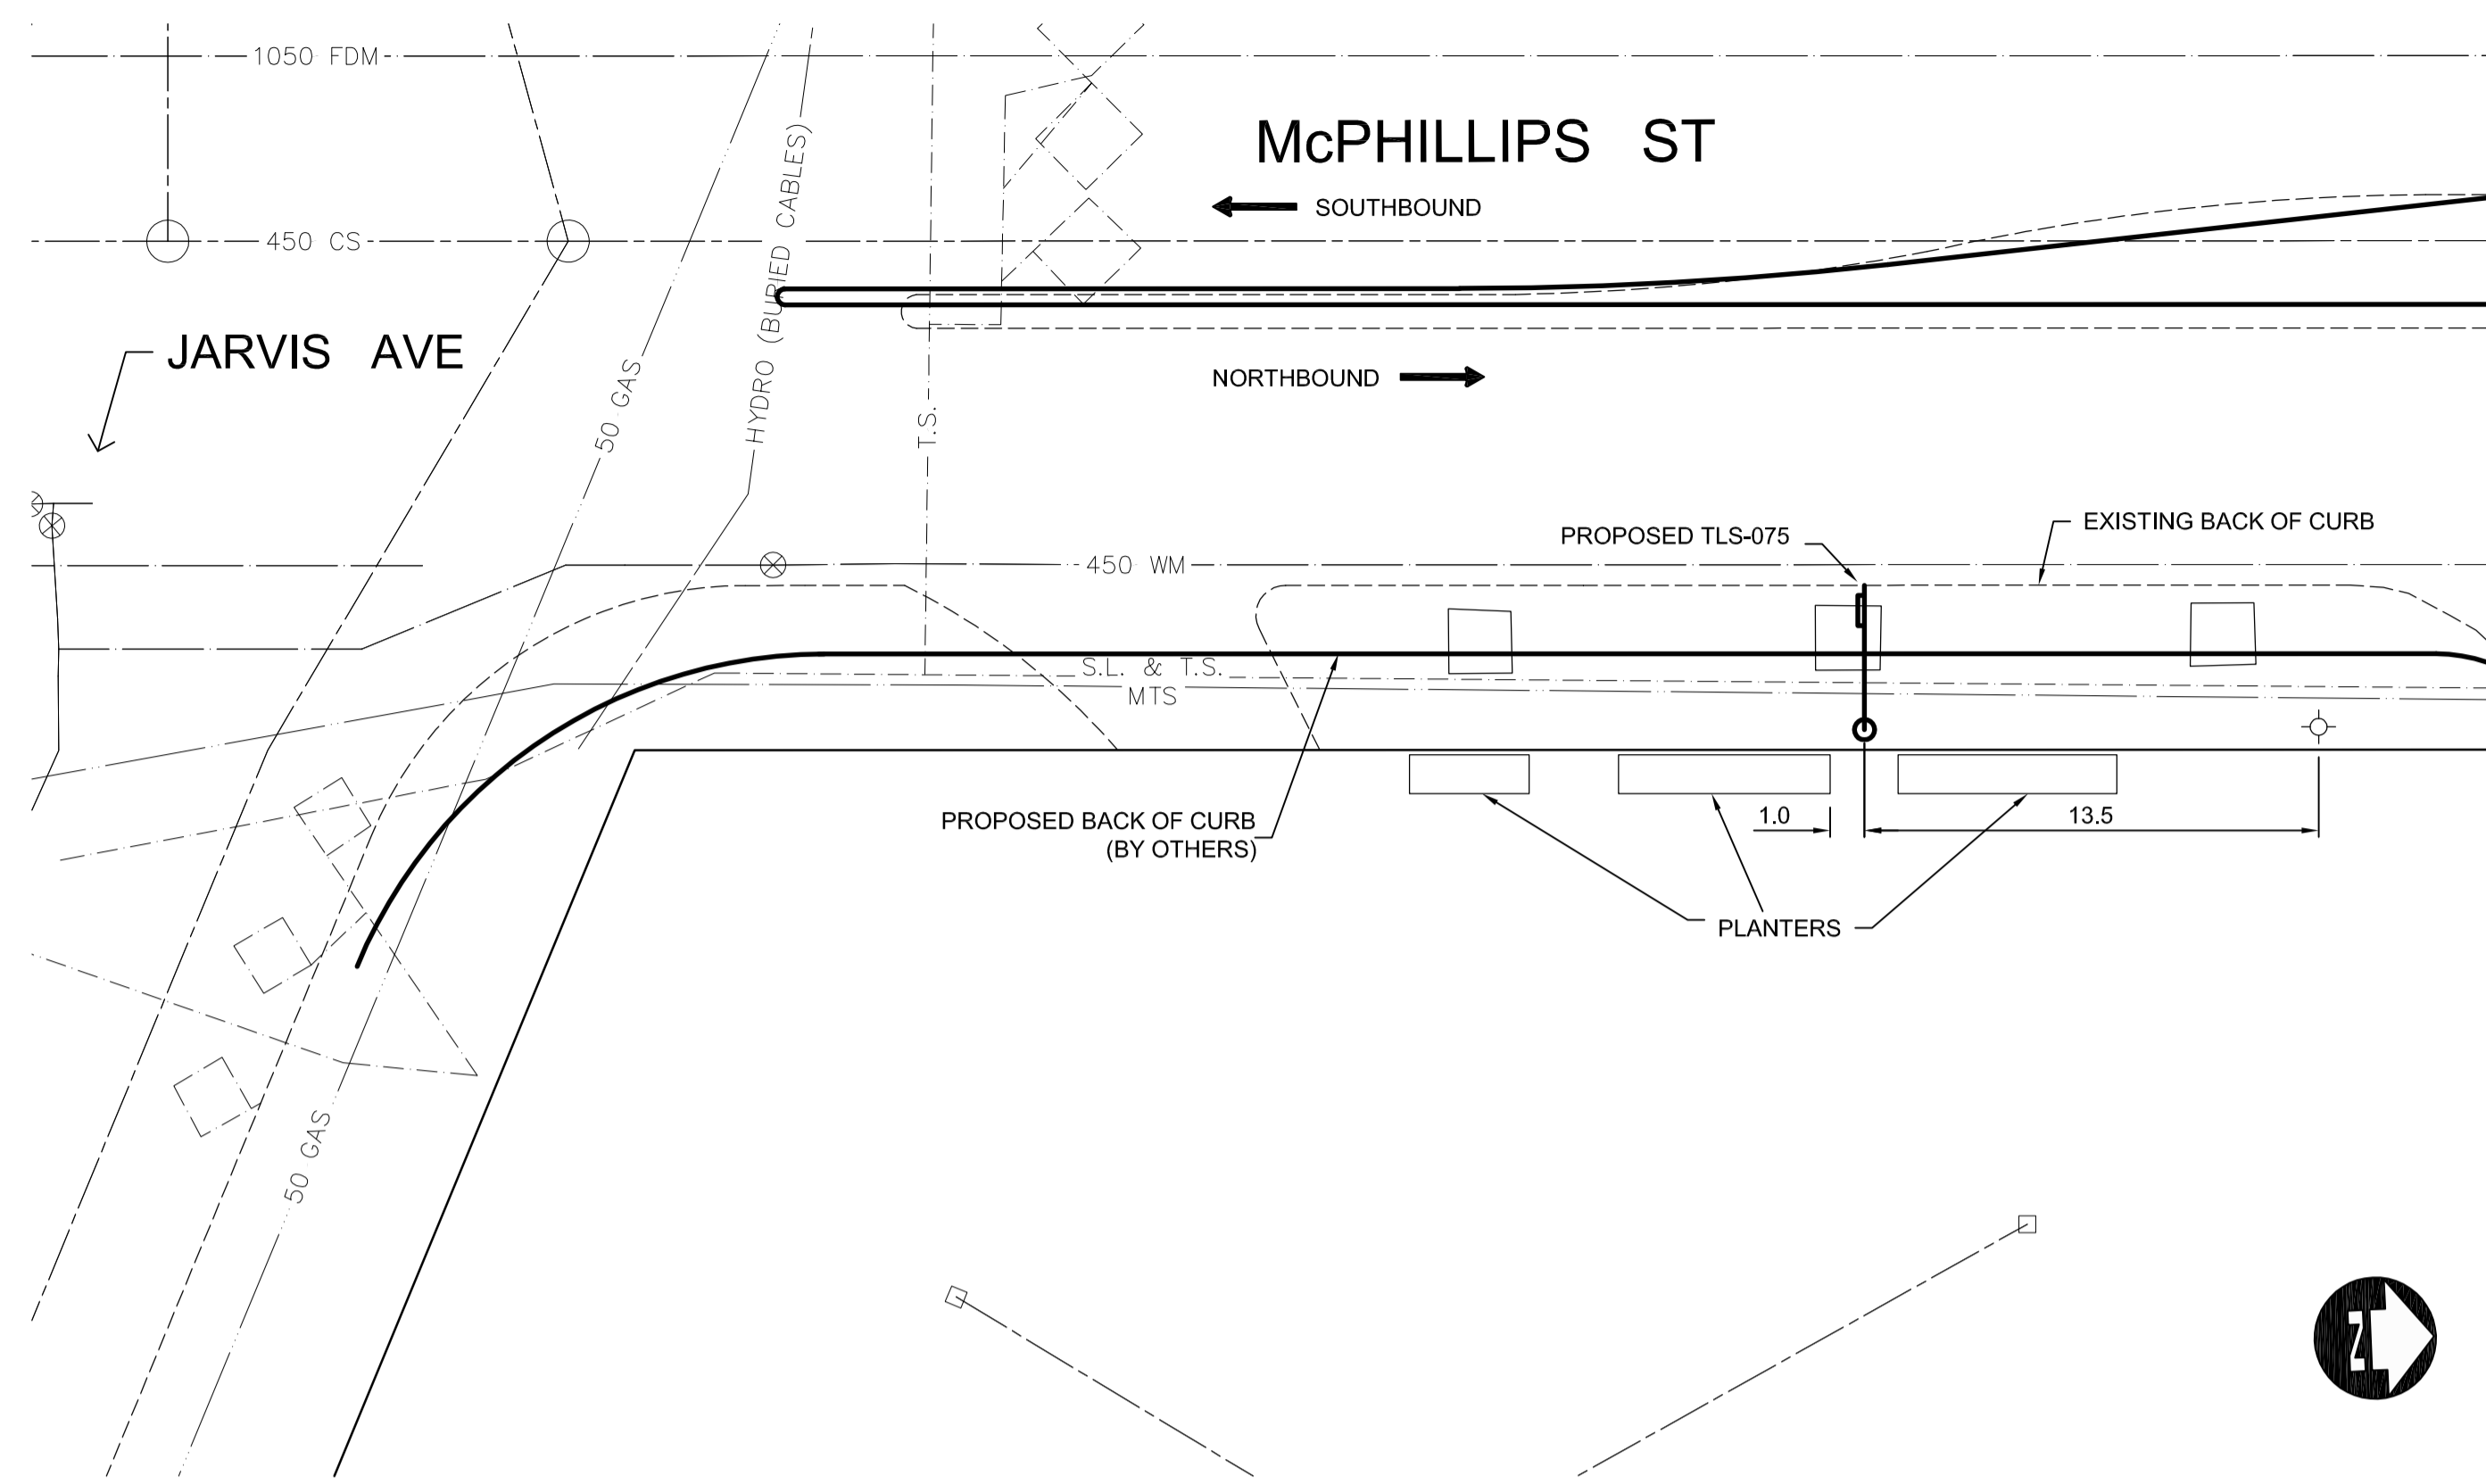 1050 FDM
McPHILLIPS ST
SOUTHBOUND
450 CS
HYDRO (BURIED CABLES)
JARVIS AVE
50 GAS
NORTHBOUND
T.S.
PROPOSED TLS-075
EXISTING BACK OF CURB
450 WM
S.L. & T.S.
MTS
PROPOSED BACK OF CURB
(BY OTHERS)
1.0
13.5
PLANTERS
50 GAS
N